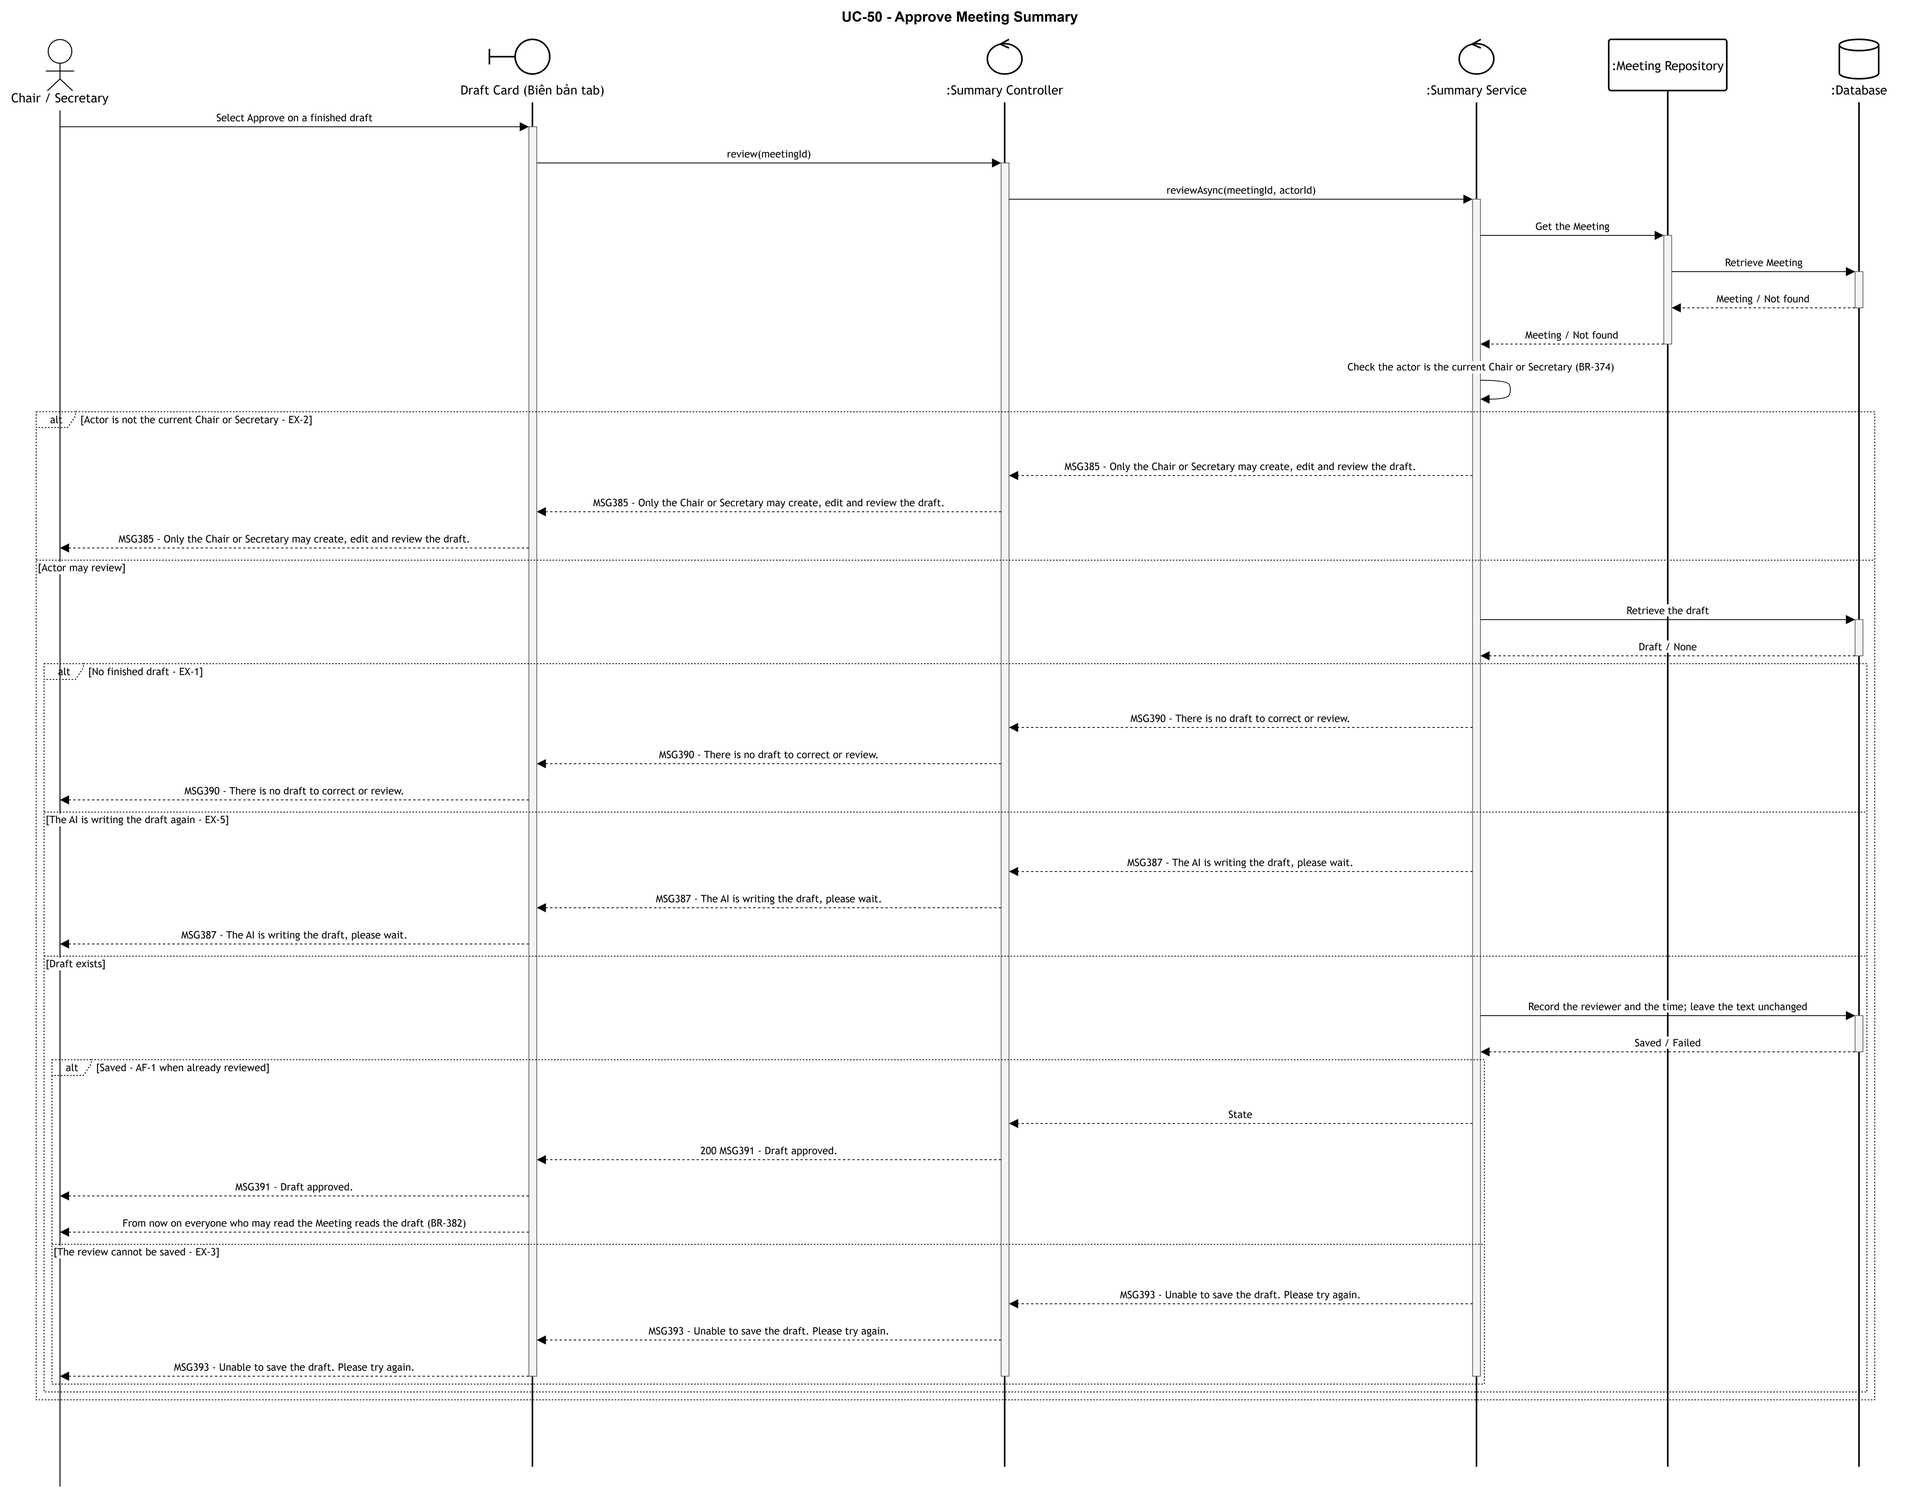 UC-50 - Approve Meeting Summary
Chair / Secretary
Draft Card (Biên bản tab)
:Summary Controller
:Summary Service
:Meeting Repository
:Database
Select Approve on a finished draft
review(meetingId)
reviewAsync(meetingId, actorId)
Get the Meeting
Retrieve Meeting
Meeting / Not found
Meeting / Not found
Check the actor is the current Chair or Secretary (BR-374)
alt [Actor is not the current Chair or Secretary - EX-2]
MSG385 - Only the Chair or Secretary may create, edit and review the draft.
MSG385 - Only the Chair or Secretary may create, edit and review the draft.
MSG385 - Only the Chair or Secretary may create, edit and review the draft.
[Actor may review]
Retrieve the draft
Draft / None
alt [No finished draft - EX-1]
MSG390 - There is no draft to correct or review.
MSG390 - There is no draft to correct or review.
MSG390 - There is no draft to correct or review.
[The AI is writing the draft again - EX-5]
MSG387 - The AI is writing the draft, please wait.
MSG387 - The AI is writing the draft, please wait.
MSG387 - The AI is writing the draft, please wait.
[Draft exists]
Record the reviewer and the time; leave the text unchanged
Saved / Failed
alt [Saved - AF-1 when already reviewed]
State
200 MSG391 - Draft approved.
MSG391 - Draft approved.
From now on everyone who may read the Meeting reads the draft (BR-382)
[The review cannot be saved - EX-3]
MSG393 - Unable to save the draft. Please try again.
MSG393 - Unable to save the draft. Please try again.
MSG393 - Unable to save the draft. Please try again.